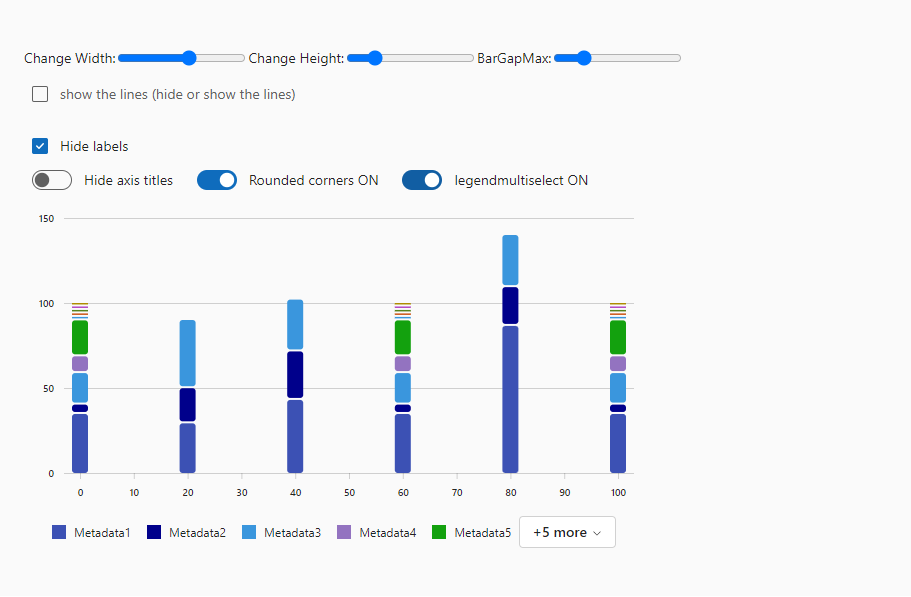 Change Width: Change Height: BarGapMax:
show the lines (hide or show the lines)
Hide labels
Hide axis titles Rounded corners ON legendmultiselect ON
150
100
50
0
0 10 20 30 40 50 60 70 80 90 100
Metadata1 Metadata2 Metadata3 Metadata4 Metadata5 +5 more